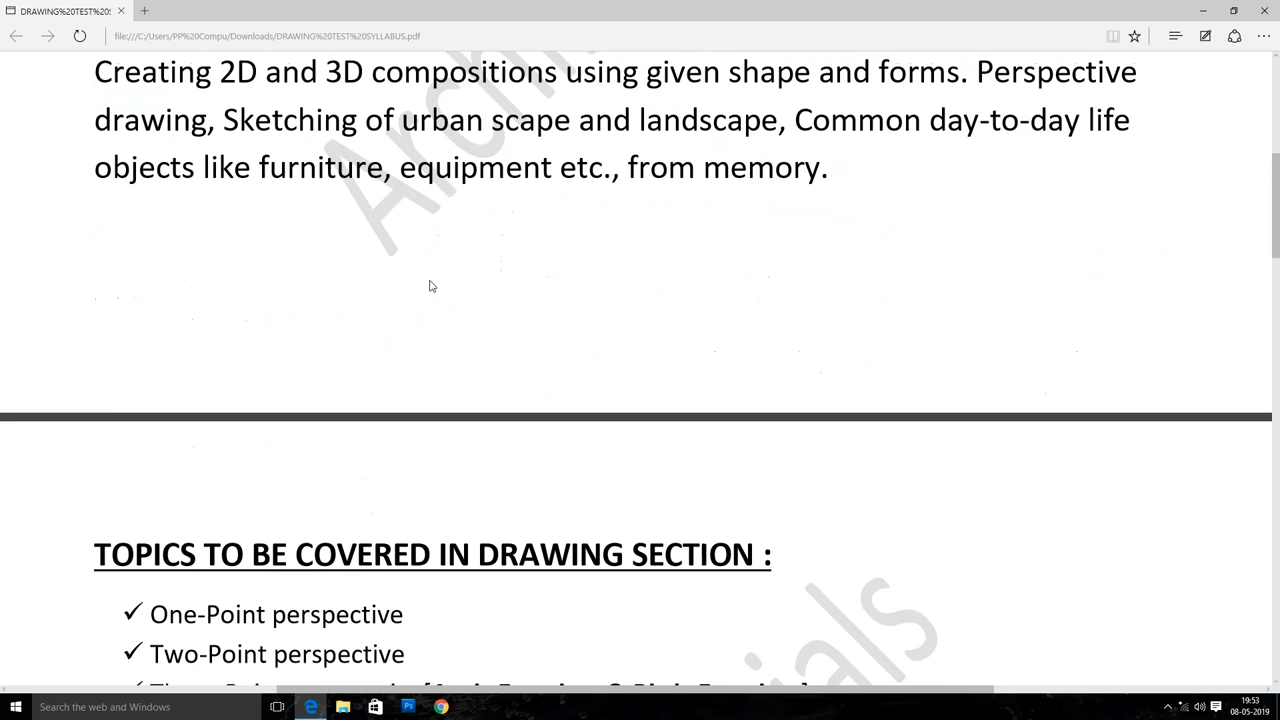 DRAWING%20TEST%20S
file:///C:/Users/PP%20Compu/Downloads/DRAWING%20TEST%20SYLLABUS.pdf
Creating 2D and 3D compositions using given shape and forms. Perspective
drawing, Sketching of urban scape and landscape, Common day-to-day life
objects like furniture, equipment etc., from memory.
TOPICS TO BE COVERED IN DRAWING SECTION :
✓ One-Point perspective
✓ Two-Point perspective
Search the web and Windows
Ps
19:53
08-05-2019